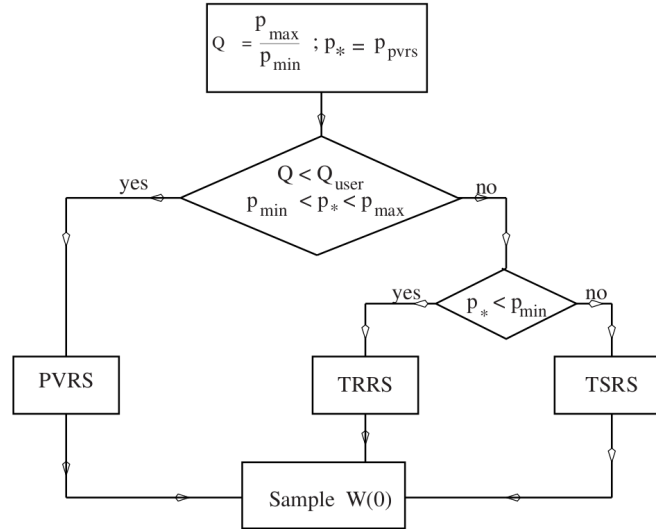 Q = p_max / p_min ; p_* = p_pvrs
Q < Q_user
p_min < p_* < p_max
yes
no
p_* < p_min
yes
no
PVRS
TRRS
TSRS
Sample W(0)